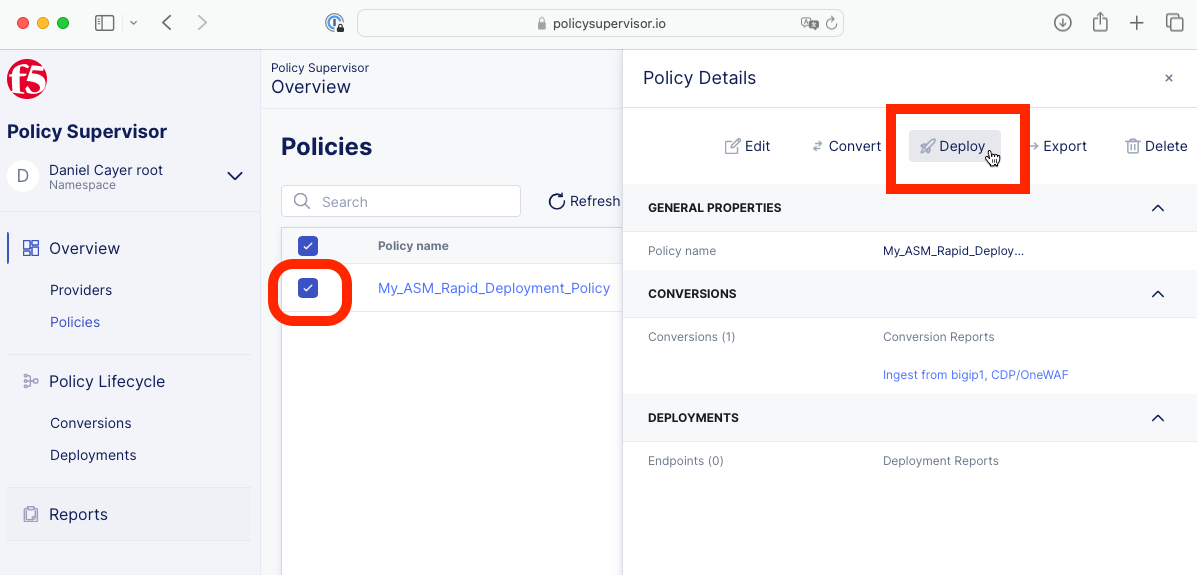 policysupervisor.io
f5
Policy Supervisor
D
Daniel Cayer root
Namespace
Overview
Providers
Policies
Policy Lifecycle
Conversions
Deployments
Reports
Policy Supervisor
Overview
Policies
Search
Refresh
Policy name
My_ASM_Rapid_Deployment_Policy
Policy Details
Edit
Convert
Deploy
Export
Delete
GENERAL PROPERTIES
Policy name
My_ASM_Rapid_Deploy...
CONVERSIONS
Conversions (1)
Conversion Reports
Ingest from bigip1, CDP/OneWAF
DEPLOYMENTS
Endpoints (0)
Deployment Reports